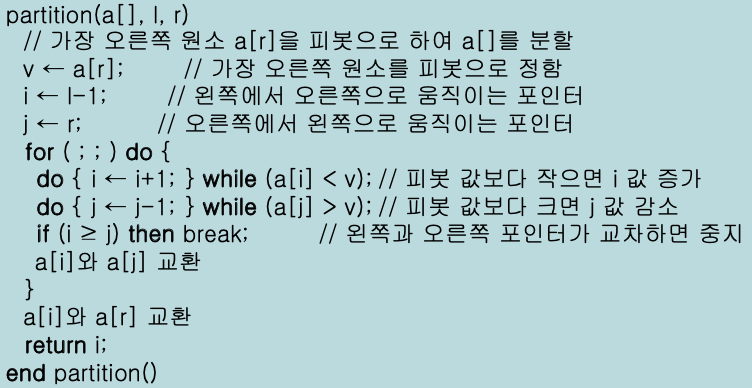 partition(a[], l, r)
// 가장 오른쪽 원소 a[r]을 피봇으로 하여 a[]를 분할
v ← a[r]; // 가장 오른쪽 원소를 피봇으로 정함
i ← l-1; // 왼쪽에서 오른쪽으로 움직이는 포인터
j ← r; // 오른쪽에서 왼쪽으로 움직이는 포인터
for ( ; ; ) do {
do { i ← i+1; } while (a[i] < v); // 피봇 값보다 작으면 i 값 증가
do { j ← j-1; } while (a[j] > v); // 피봇 값보다 크면 j 값 감소
if (i ≥ j) then break; // 왼쪽과 오른쪽 포인터가 교차하면 중지
a[i]와 a[j] 교환
}
a[i]와 a[r] 교환
return i;
end partition()